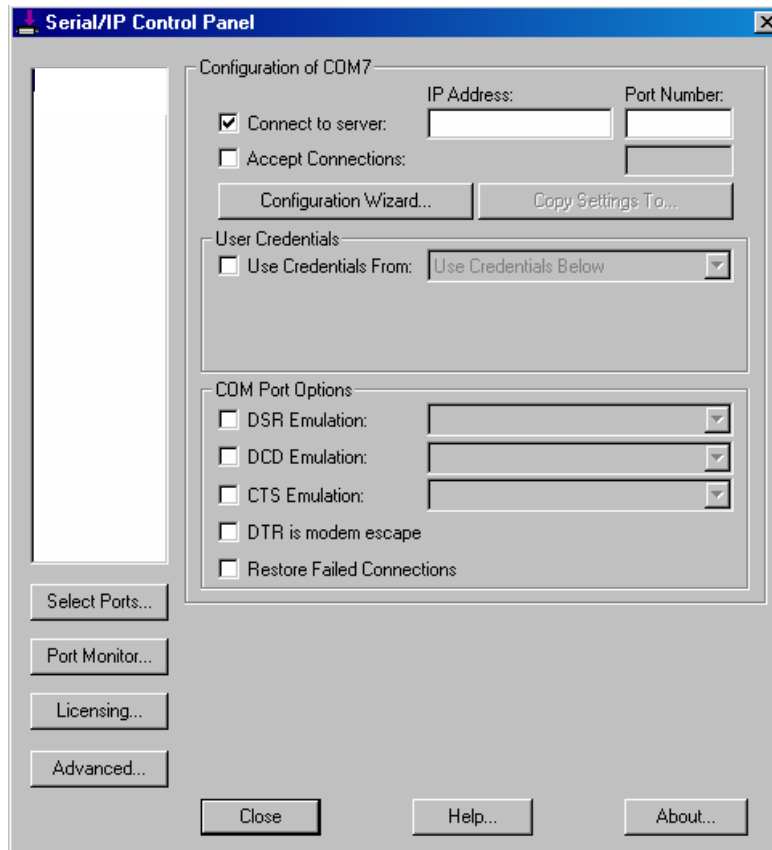 Serial/IP Control Panel
Configuration of COM7
IP Address: Port Number:
Connect to server:
Accept Connections:
Configuration Wizard... Copy Settings To...
User Credentials
Use Credentials From: Use Credentials Below
COM Port Options
DSR Emulation:
DCD Emulation:
CTS Emulation:
DTR is modem escape
Restore Failed Connections
Select Ports...
Port Monitor...
Licensing...
Advanced...
Close Help... About...